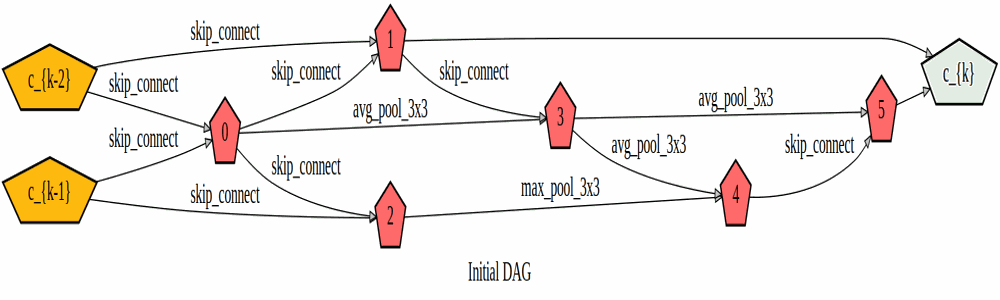 skip_connect
1
c_{k-2}
skip_connect
skip_connect
skip_connect
c_{k}
avg_pool_3x3
avg_pool_3x3
3
5
0
skip_connect
avg_pool_3x3
skip_connect
skip_connect
c_{k-1}
skip_connect
max_pool_3x3
4
2
Initial DAG